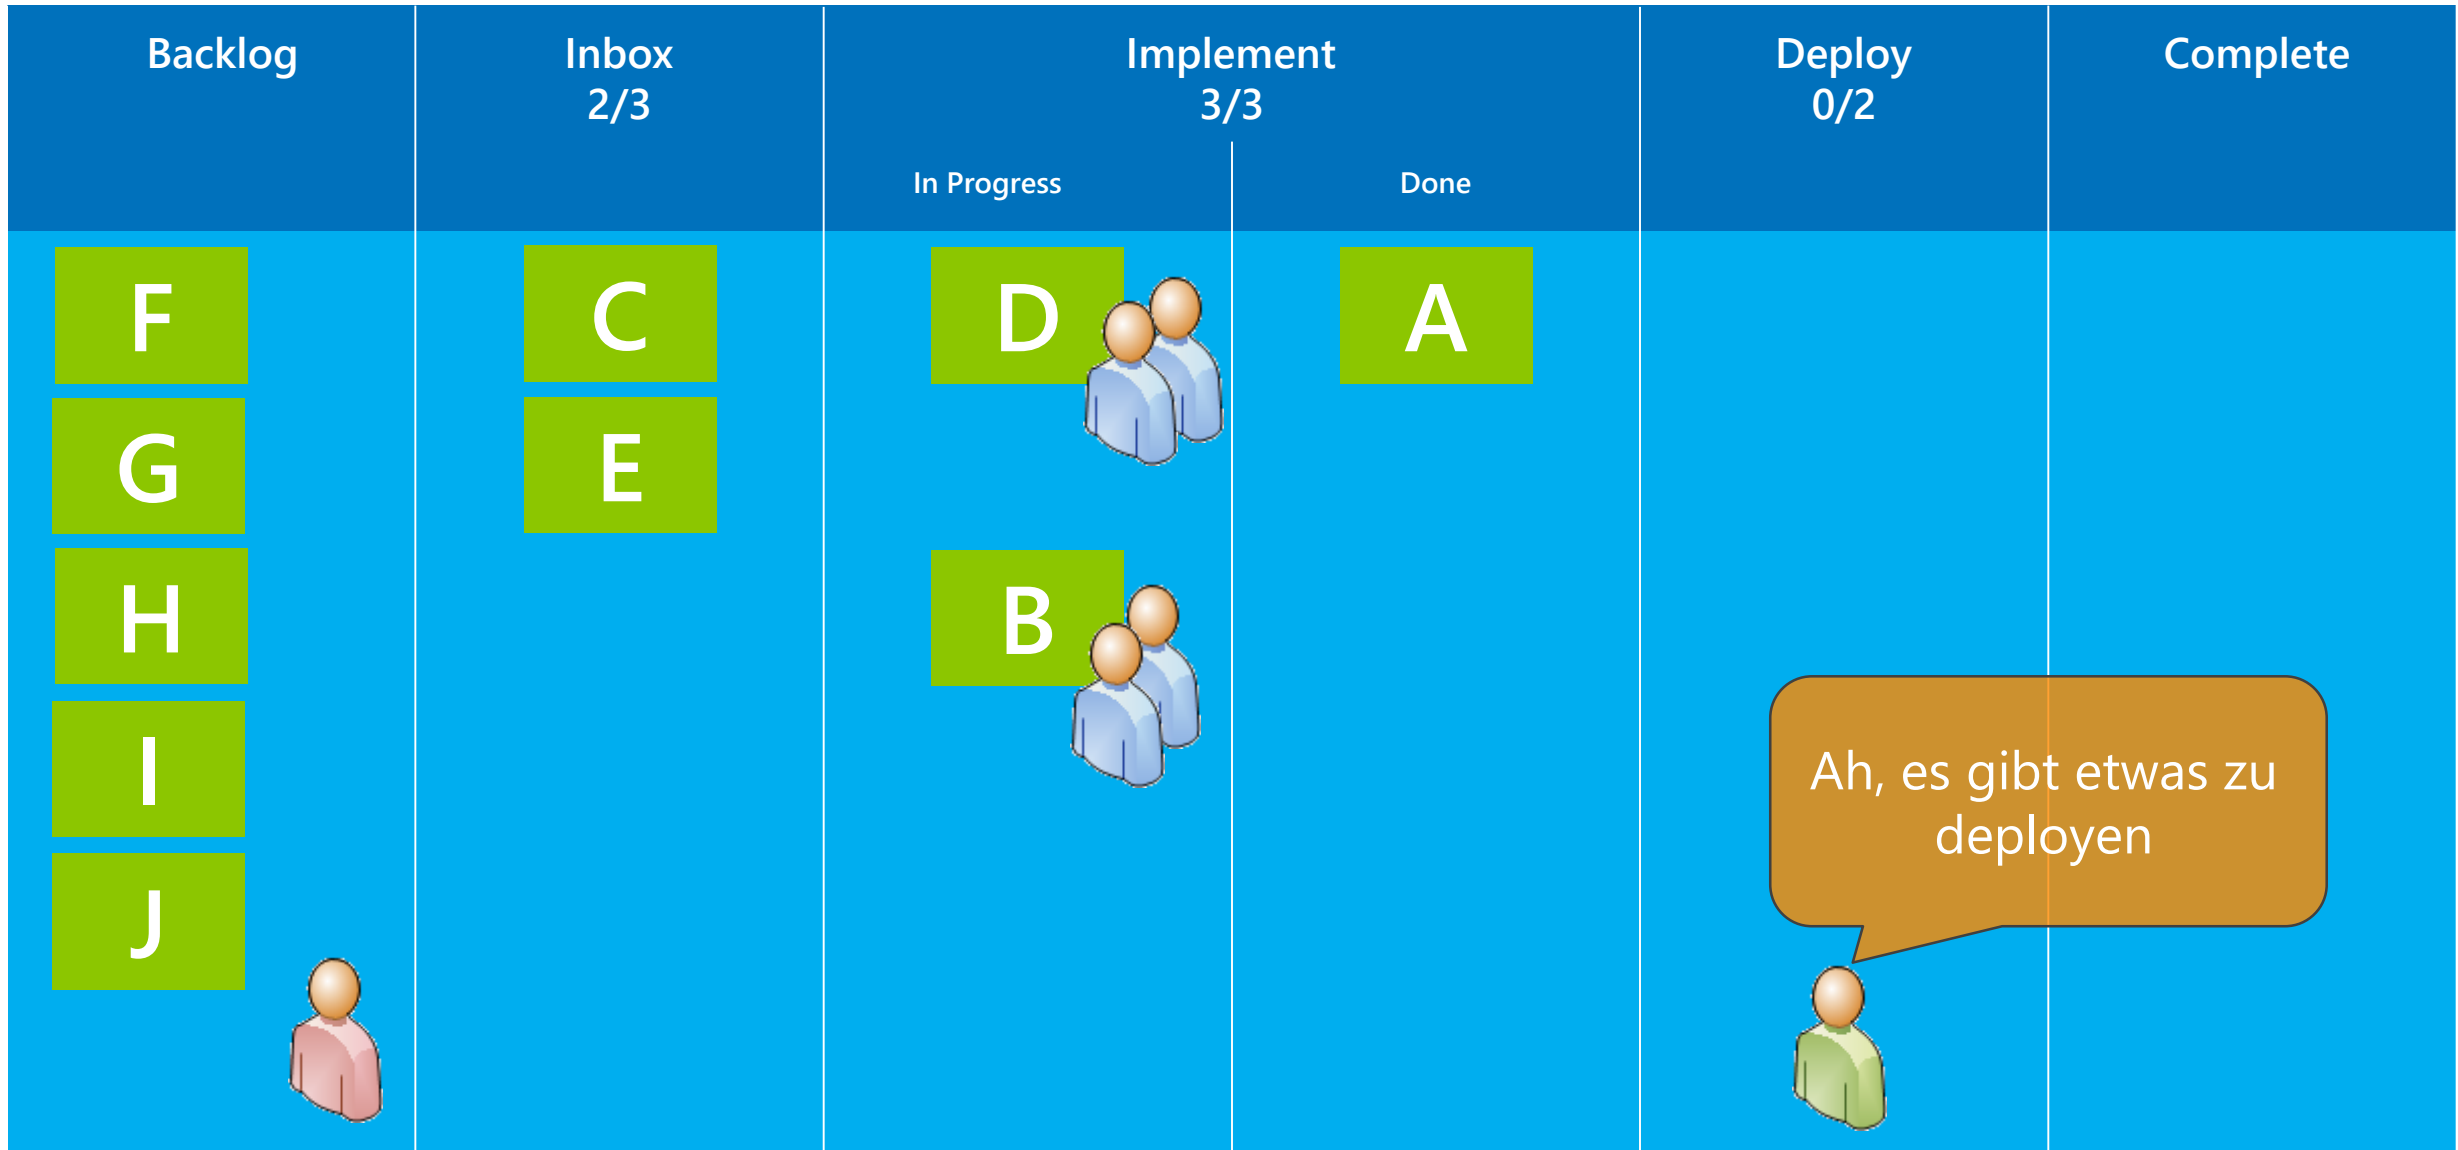 Backlog
Inbox
2/3
Implement
3/3
Deploy
0/2
Complete
In Progress
Done
F
C
D
A
G
E
H
B
I
J
Ah, es gibt etwas zu
deployen